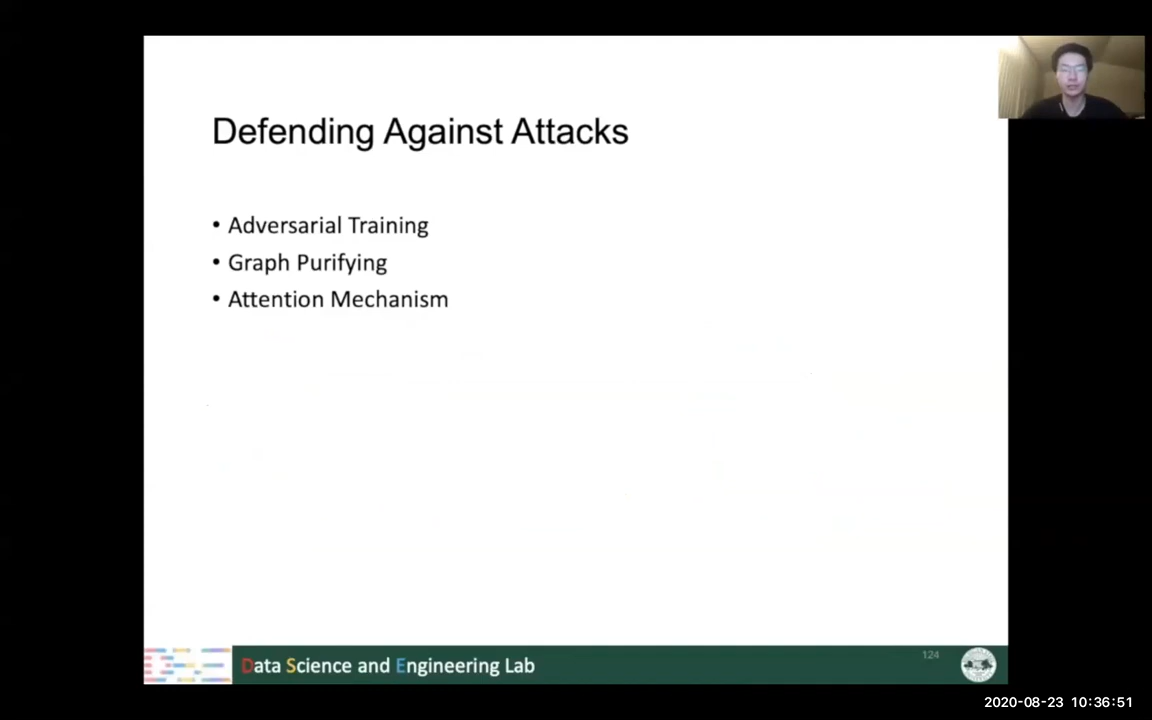 Defending Against Attacks
• Adversarial Training
• Graph Purifying
• Attention Mechanism
Data Science and Engineering Lab
124
2020-08-23 10:36:51